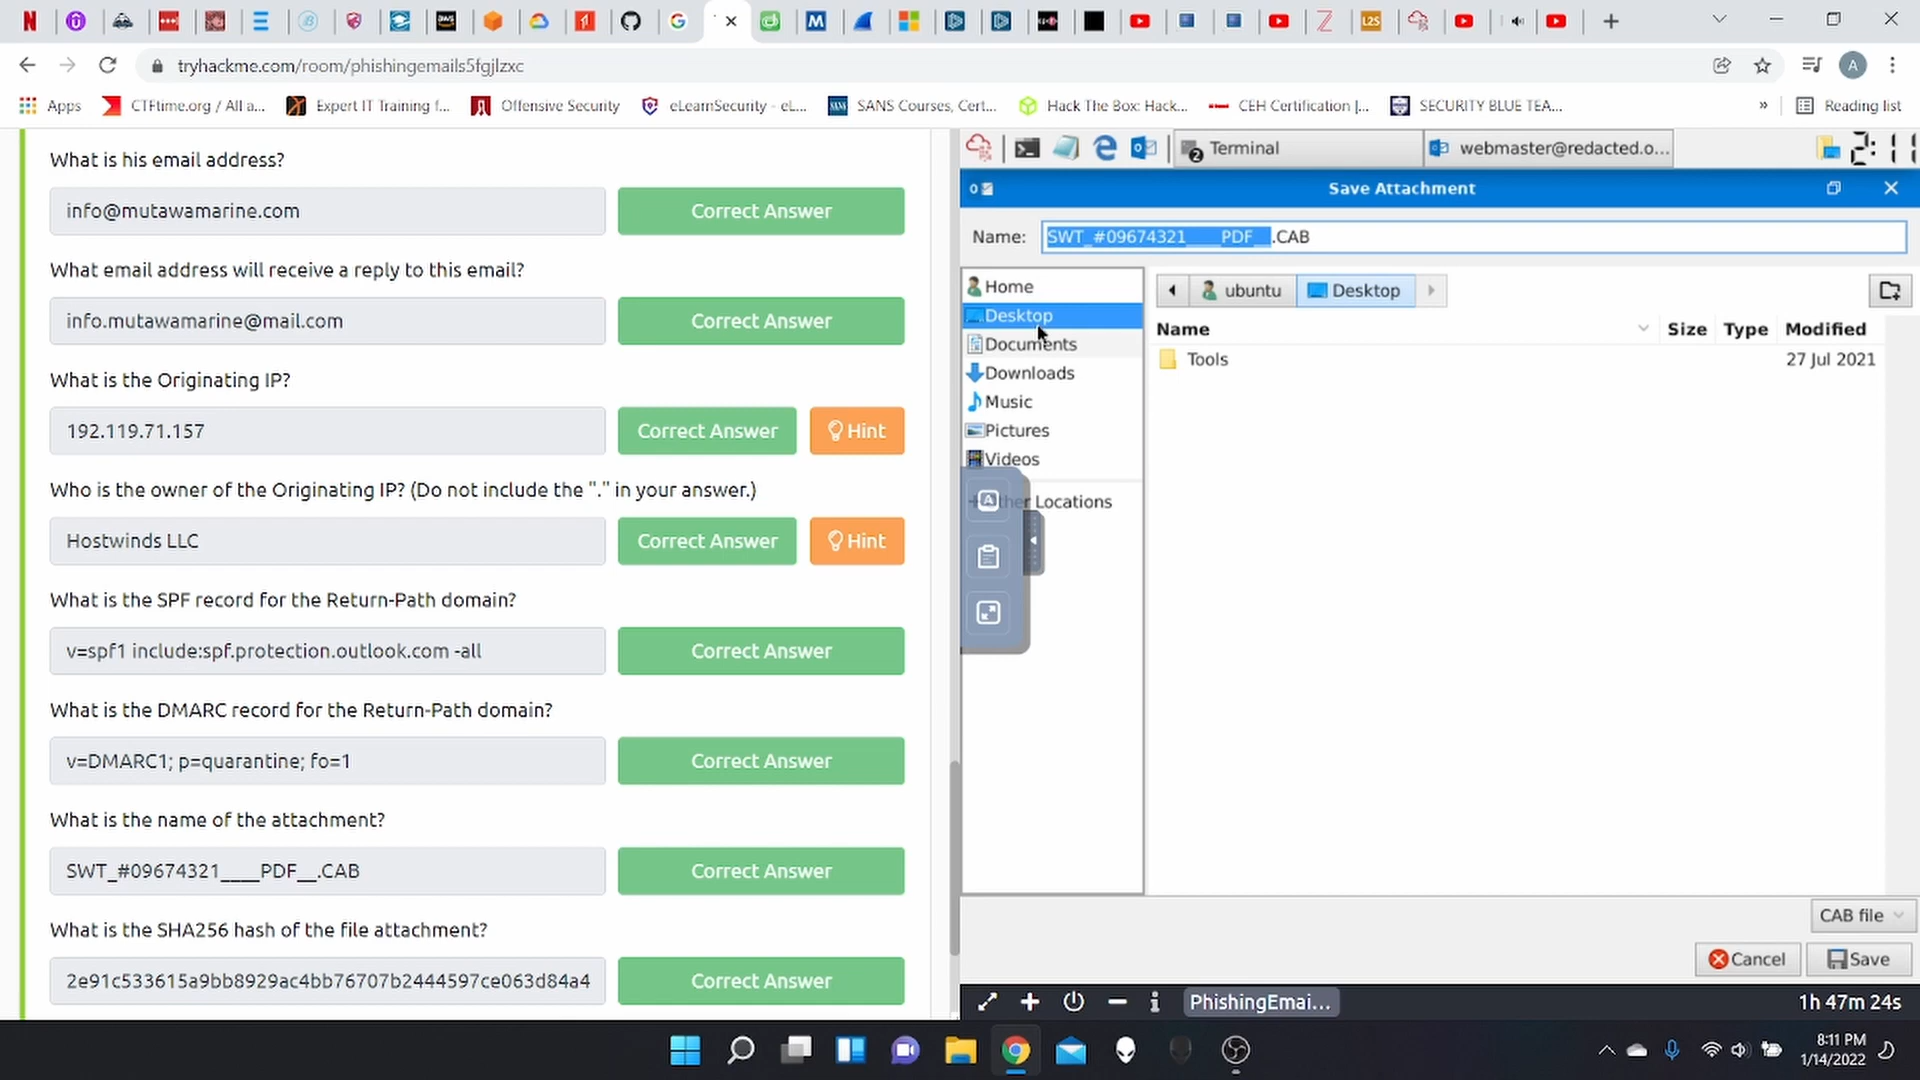 tryhackme.com/room/phishingemails5fgjlzxc
A
Apps
CTFtime.org / All a...
Expert IT Training f...
Offensive Security
eLearnSecurity - eL...
SANS Courses, Cert...
Hack The Box: Hack...
CEH Certification |...
SECURITY BLUE TEA...
»
Reading list
What is his email address?
info@mutawamarine.com
Correct Answer
What email address will receive a reply to this email?
info.mutawamarine@mail.com
Correct Answer
What is the Originating IP?
192.119.71.157
Correct Answer
Hint
Who is the owner of the Originating IP? (Do not include the "." in your answer.)
Hostwinds LLC
Correct Answer
Hint
What is the SPF record for the Return-Path domain?
v=spf1 include:spf.protection.outlook.com -all
Correct Answer
What is the DMARC record for the Return-Path domain?
v=DMARC1; p=quarantine; fo=1
Correct Answer
What is the name of the attachment?
SWT_#09674321____PDF__.CAB
Correct Answer
What is the SHA256 hash of the file attachment?
2e91c533615a9bb8929ac4bb76707b2444597ce063d84a4
Correct Answer
2 Terminal
webmaster@redacted.o...
2:11
Save Attachment
Name:
SWT_#09674321____PDF__.CAB
Home
Desktop
Documents
Downloads
Music
Pictures
Videos
Locations
A
ubuntu
Desktop
Name
Size
Type
Modified
Tools
27 Jul 2021
CAB file
Cancel
Save
PhishingEmai...
1h 47m 24s
8:11 PM
1/14/2022